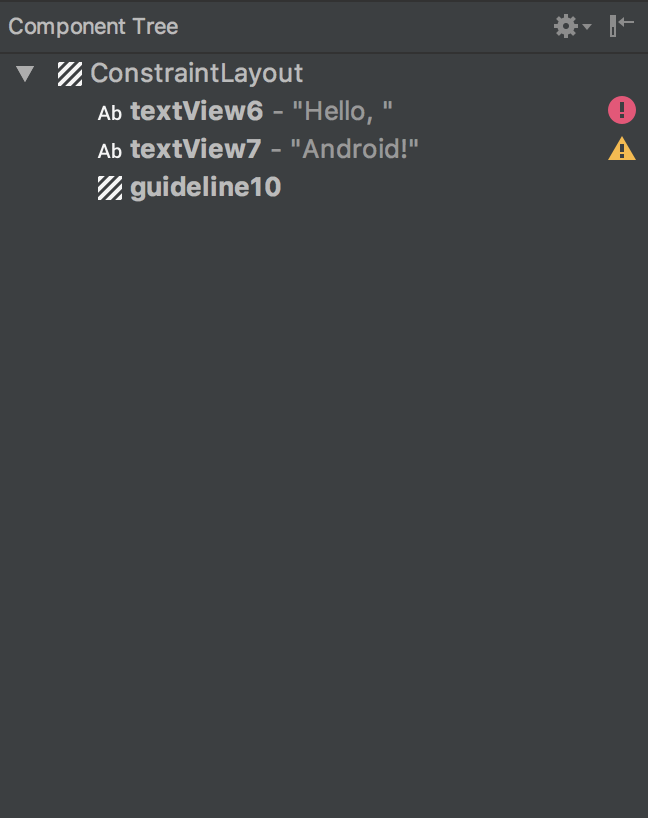 Component Tree
ConstraintLayout
Ab textView6 - "Hello, "
Ab textView7 - "Android!"
guideline10